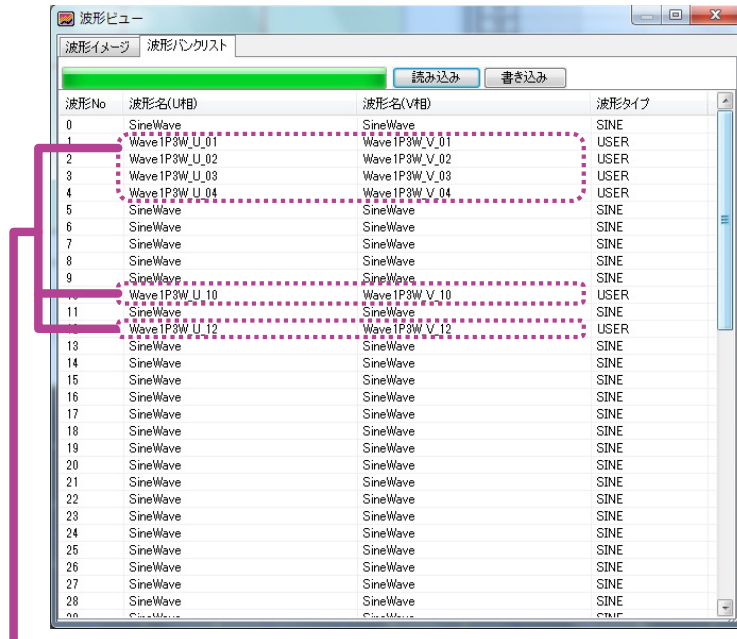 波形ビュー
波形イメージ 波形バンクリスト
読み込み 書き込み
波形No 波形名(U相) 波形名(V相) 波形タイプ
0 SineWave SineWave SINE
1 Wave1P3W_U_01 Wave1P3W_V_01 USER
2 Wave1P3W_U_02 Wave1P3W_V_02 USER
3 Wave1P3W_U_03 Wave1P3W_V_03 USER
4 Wave1P3W_U_04 Wave1P3W_V_04 USER
5 SineWave SineWave SINE
6 SineWave SineWave SINE
7 SineWave SineWave SINE
8 SineWave SineWave SINE
9 SineWave SineWave SINE
Wave1P3W_U_10 Wave1P3W_V_10 USER
11 SineWave SineWave SINE
Wave1P3W_U_12 Wave1P3W_V_12 USER
13 SineWave SineWave SINE
14 SineWave SineWave SINE
15 SineWave SineWave SINE
16 SineWave SineWave SINE
17 SineWave SineWave SINE
18 SineWave SineWave SINE
19 SineWave SineWave SINE
20 SineWave SineWave SINE
21 SineWave SineWave SINE
22 SineWave SineWave SINE
23 SineWave SineWave SINE
24 SineWave SineWave SINE
25 SineWave SineWave SINE
26 SineWave SineWave SINE
27 SineWave SineWave SINE
28 SineWave SineWave SINE